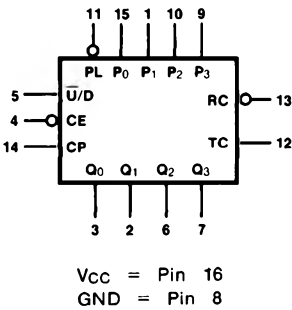 11 15 1 10 9
PL P0 P1 P2 P3
5 Ū/D RC 13
4 CE
14 CP TC 12
Q0 Q1 Q2 Q3
3 2 6 7
VCC = Pin 16
GND = Pin 8